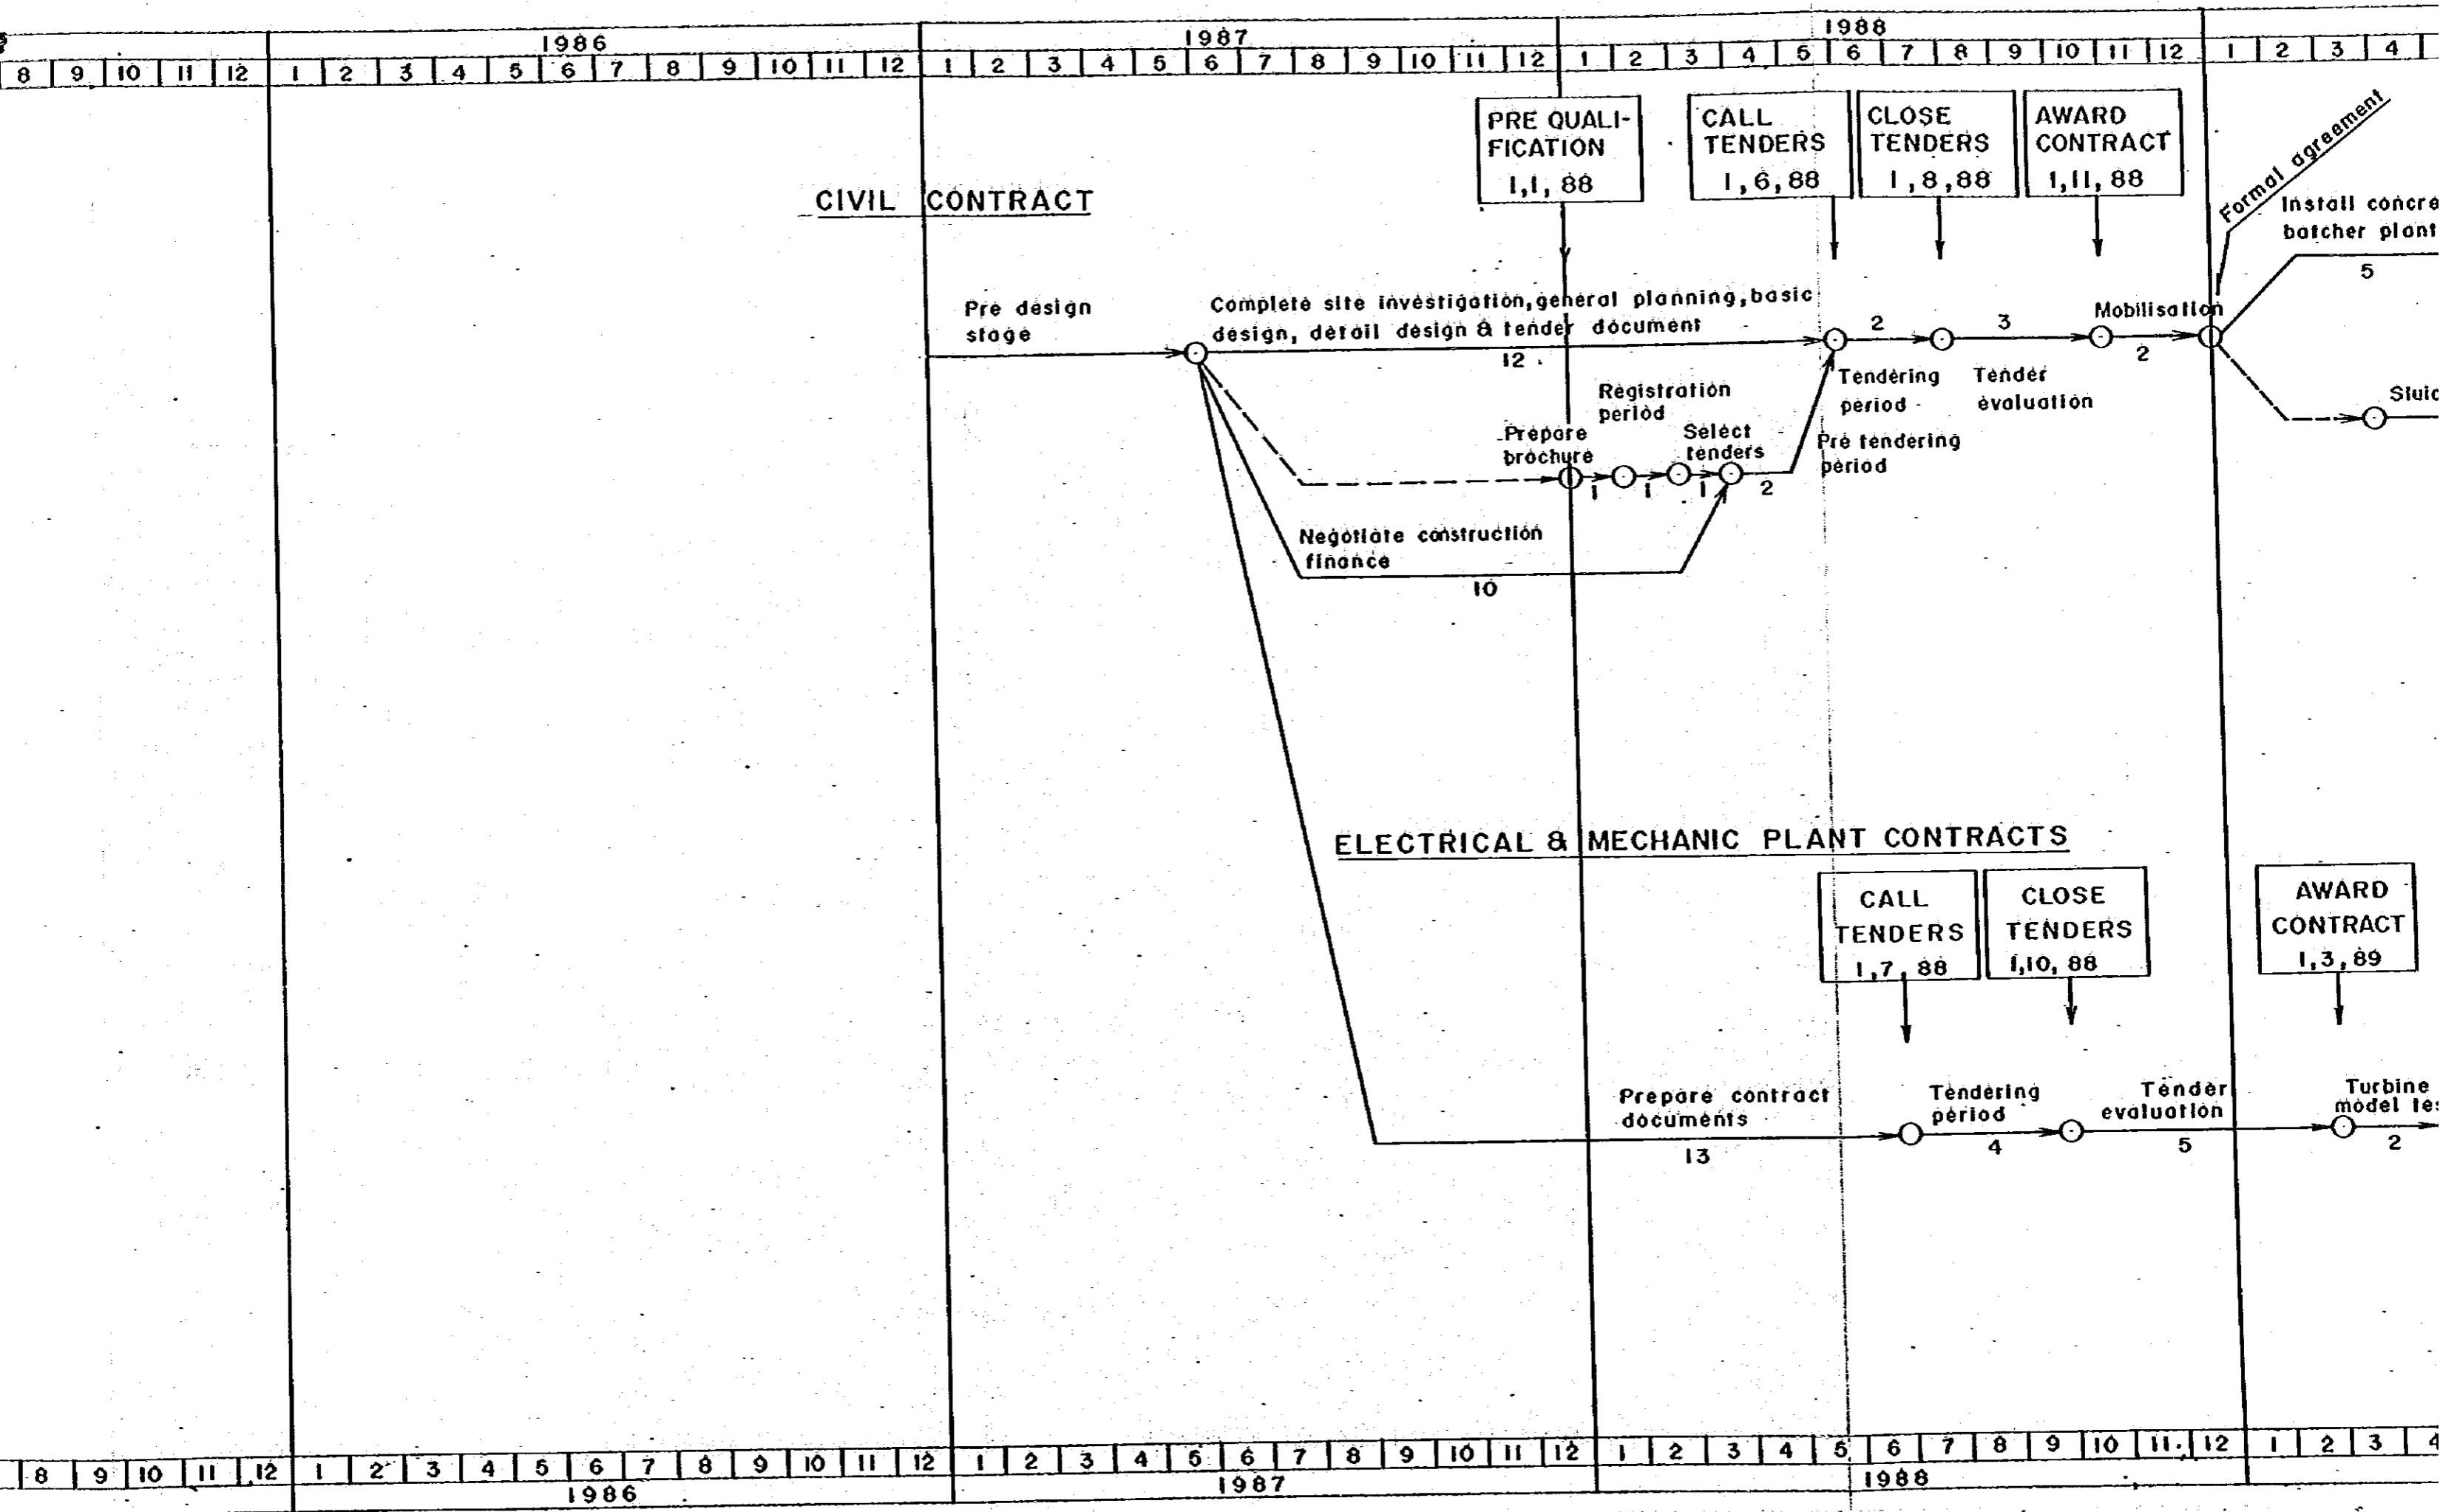 1986 1987 1988
8 9 10 11 12 1 2 3 4 5 6 7 8 9 10 11 12 1 2 3 4 5 6 7 8 9 10 11 12 1 2 3 4 5 6 7 8 9 10 11 12 1 2 3 4
PRE QUALI-
FICATION
1,1, 88
CALL
TENDERS
1,6,88
CLOSE
TENDERS
1,8,88
AWARD
CONTRACT
1,11, 88
Formal agreement
CIVIL CONTRACT
Install concre
batcher plant
5
Pre design
stage
Complete site investigation, general planning, basic
design, detail design & tender document
12
2
3
Mobilisation
2
Tendering
period
Tender
evaluation
Sluic
Registration
period
Prepare
brochure
Select
tenders
Pre tendering
period
1 1 1 2
Negotiate construction
finance
10
ELECTRICAL & MECHANIC PLANT CONTRACTS
CALL
TENDERS
1,7, 88
CLOSE
TENDERS
1,10, 88
AWARD
CONTRACT
1,3,89
Prepare contract
documents
13
Tendering
period
4
Tender
evaluation
5
Turbine
model tes
2
8 9 10 11 12 1 2 3 4 5 6 7 8 9 10 11 12 1 2 3 4 5 6 7 8 9 10 11 12 1 2 3 4 5 6 7 8 9 10 11. 12 1 2 3 4
1986 1987 1988